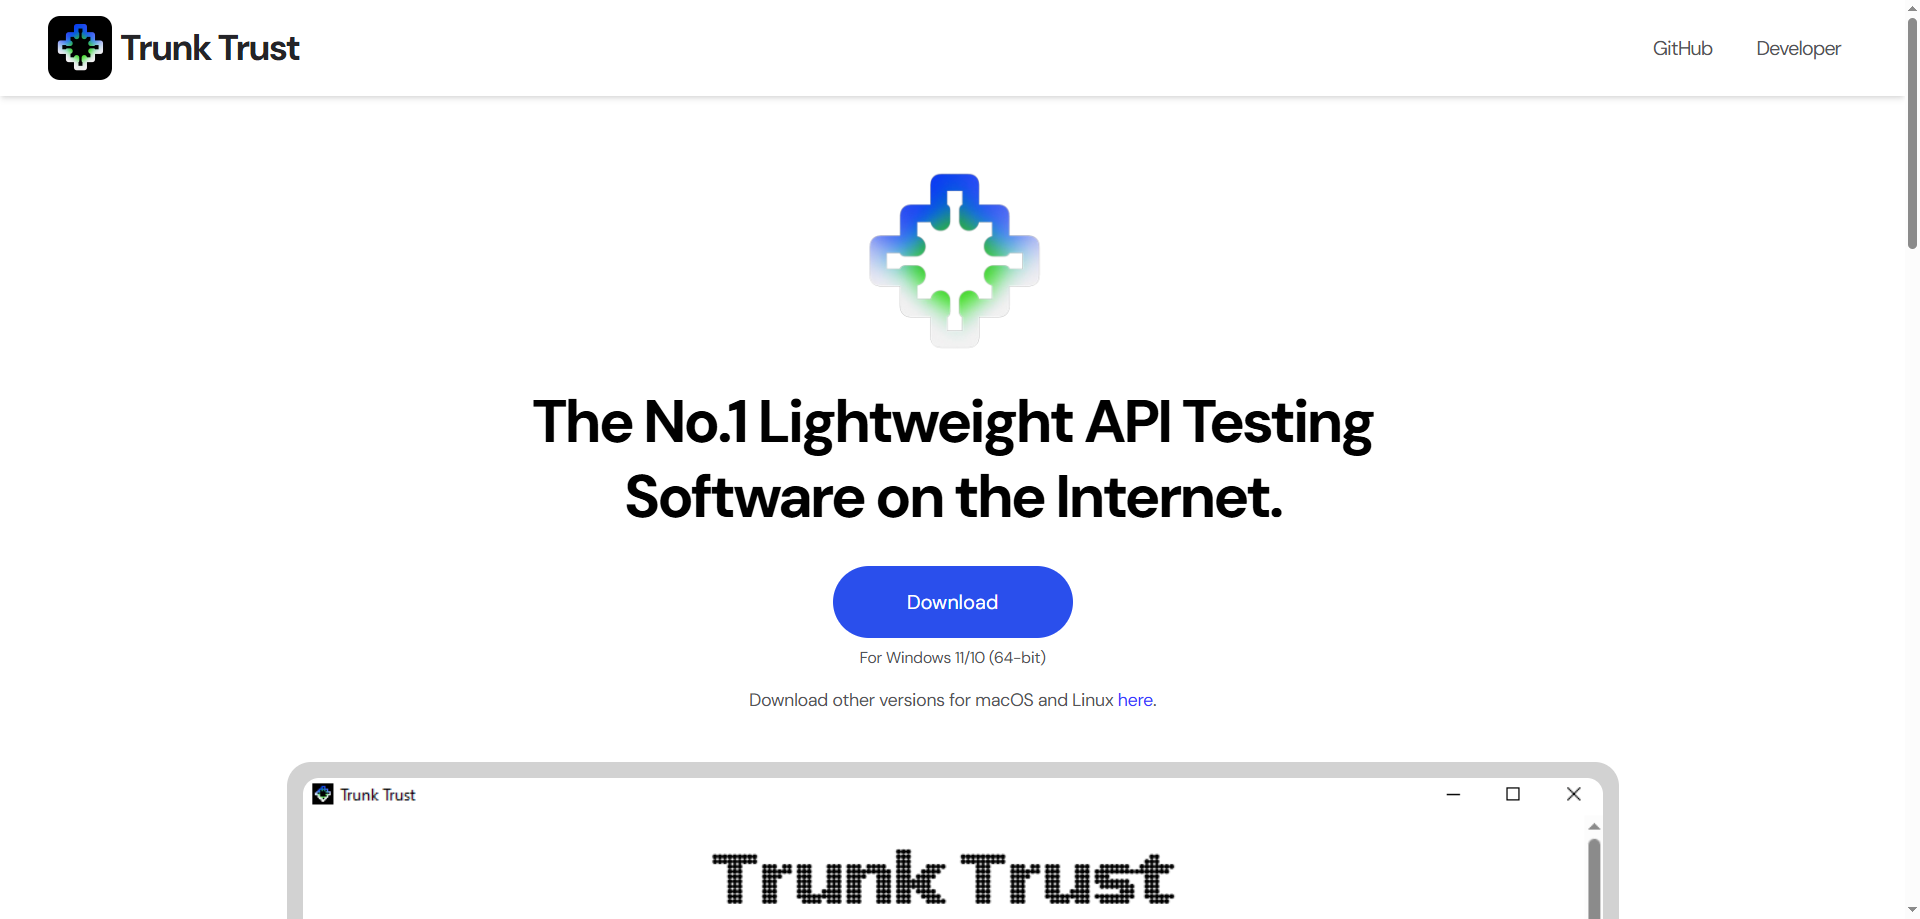 Trunk Trust
GitHub
Developer
The No.1 Lightweight API Testing
Software on the Internet.
Download
For Windows 11/10 (64-bit)
Download other versions for macOS and Linux here.
Trunk Trust
Trunk Trust